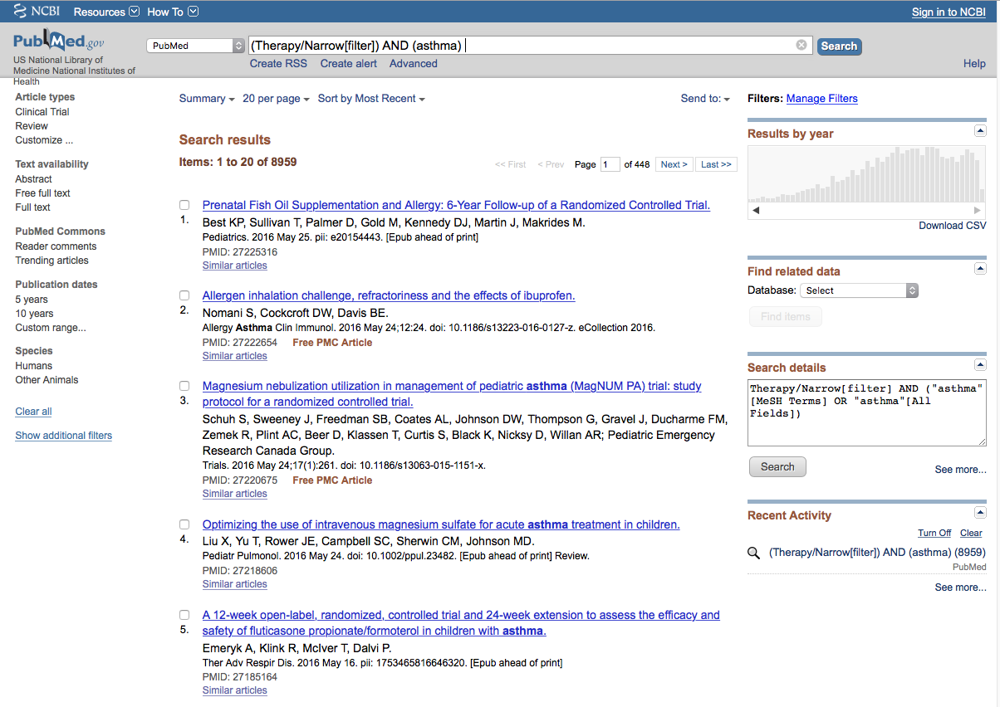 NCBI Resources How To Sign in to NCBI
PubMed.gov
US National Library of
Medicine National Institutes of
Health
PubMed
(Therapy/Narrow[filter]) AND (asthma)
Search
Create RSS Create alert Advanced
Help
Article types
Clinical Trial
Review
Customize ...
Text availability
Abstract
Free full text
Full text
PubMed Commons
Reader comments
Trending articles
Publication dates
5 years
10 years
Custom range...
Species
Humans
Other Animals
Clear all
Show additional filters
Summary 20 per page Sort by Most Recent Send to:
Search results
Items: 1 to 20 of 8959
<< First < Prev Page 1 of 448 Next > Last >>
Prenatal Fish Oil Supplementation and Allergy: 6-Year Follow-up of a Randomized Controlled Trial.
1. Best KP, Sullivan T, Palmer D, Gold M, Kennedy DJ, Martin J, Makrides M.
Pediatrics. 2016 May 25. pii: e20154443. [Epub ahead of print]
PMID: 27225316
Similar articles
Allergen inhalation challenge, refractoriness and the effects of ibuprofen.
2. Nomani S, Cockcroft DW, Davis BE.
Allergy Asthma Clin Immunol. 2016 May 24;12:24. doi: 10.1186/s13223-016-0127-z. eCollection 2016.
PMID: 27222654 Free PMC Article
Similar articles
Magnesium nebulization utilization in management of pediatric asthma (MagNUM PA) trial: study
3. protocol for a randomized controlled trial.
Schuh S, Sweeney J, Freedman SB, Coates AL, Johnson DW, Thompson G, Gravel J, Ducharme FM,
Zemek R, Plint AC, Beer D, Klassen T, Curtis S, Black K, Nicksy D, Willan AR; Pediatric Emergency
Research Canada Group.
Trials. 2016 May 24;17(1):261. doi: 10.1186/s13063-015-1151-x.
PMID: 27220675 Free PMC Article
Similar articles
Optimizing the use of intravenous magnesium sulfate for acute asthma treatment in children.
4. Liu X, Yu T, Rower JE, Campbell SC, Sherwin CM, Johnson MD.
Pediatr Pulmonol. 2016 May 24. doi: 10.1002/ppul.23482. [Epub ahead of print] Review.
PMID: 27218606
Similar articles
A 12-week open-label, randomized, controlled trial and 24-week extension to assess the efficacy and
5. safety of fluticasone propionate/formoterol in children with asthma.
Emeryk A, Klink R, McIver T, Dalvi P.
Ther Adv Respir Dis. 2016 May 16. pii: 1753465816646320. [Epub ahead of print]
PMID: 27185164
Similar articles
Filters: Manage Filters
Results by year
Download CSV
Find related data
Database: Select
Find items
Search details
Therapy/Narrow[filter] AND ("asthma"
[MeSH Terms] OR "asthma"[All
Fields])
Search
See more...
Recent Activity
Turn Off Clear
(Therapy/Narrow[filter]) AND (asthma) (8959)
PubMed
See more...